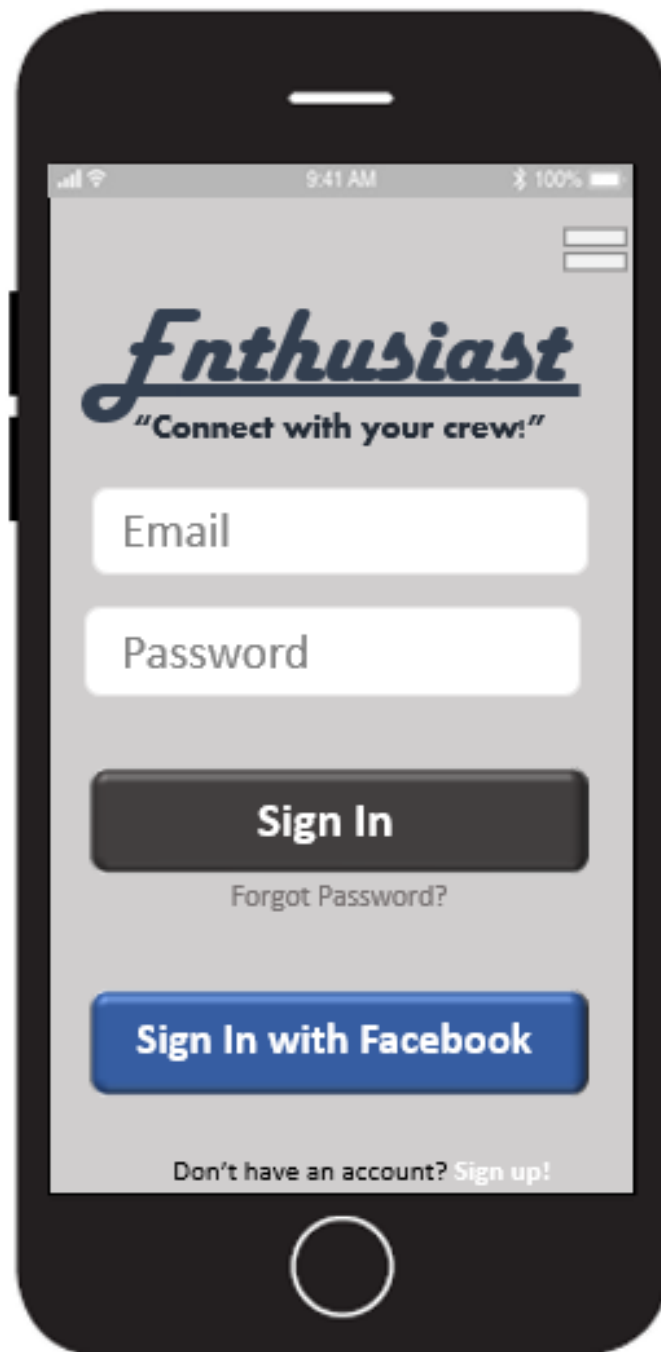 9:41 AM 100%
Enthusiast
“Connect with your crew!”
Email
Password
Sign In
Forgot Password?
Sign In with Facebook
Don’t have an account? Sign up!